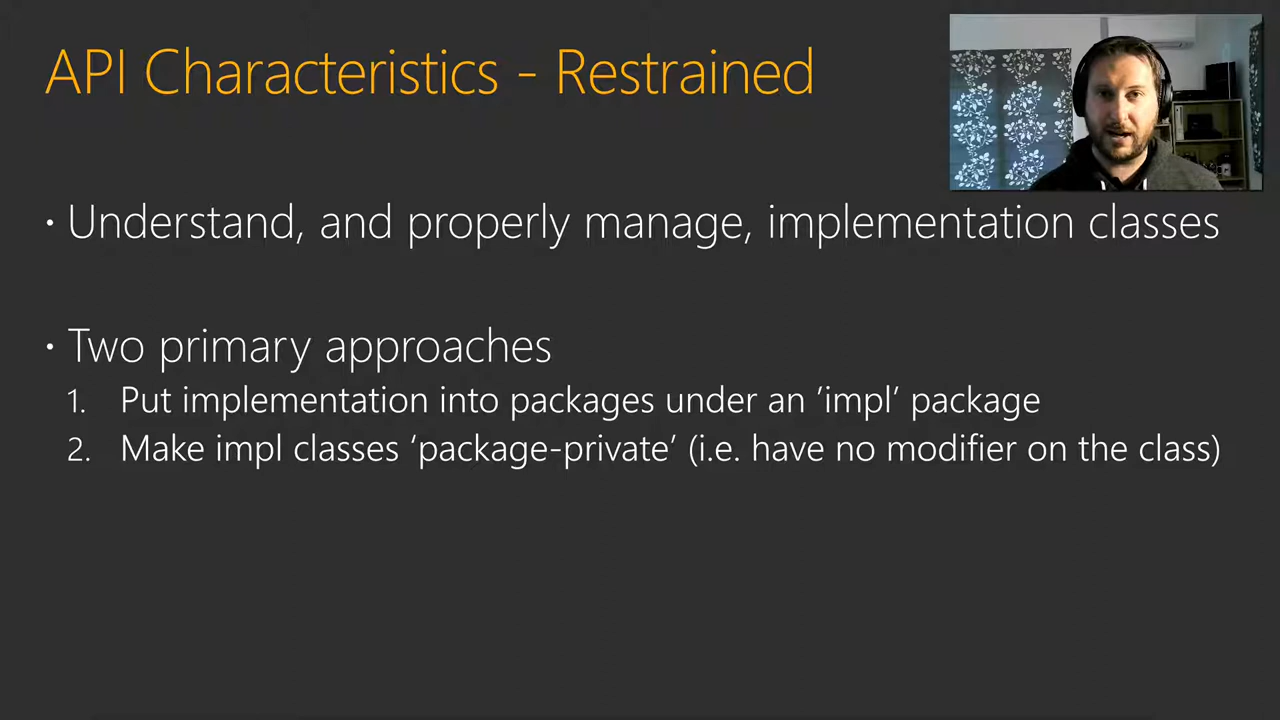 API Characteristics - Restrained
• Understand, and properly manage, implementation classes
• Two primary approaches
1. Put implementation into packages under an ’impl’ package
2. Make impl classes ‘package-private’ (i.e. have no modifier on the class)